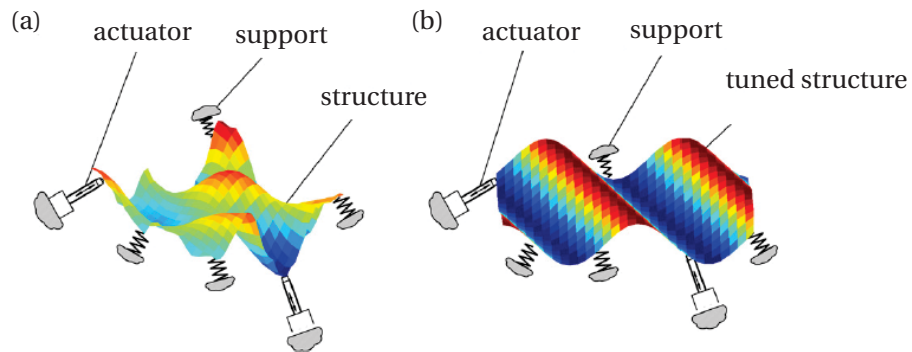 (a)
actuator
support
structure
(b)
actuator
support
tuned structure